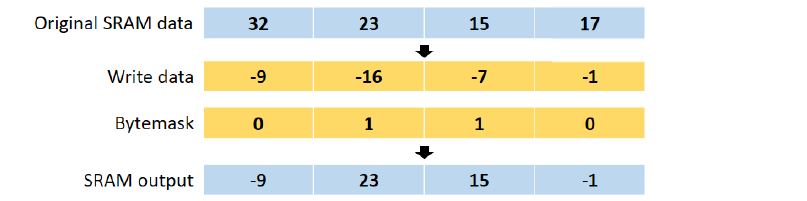 Original SRAM data 32 23 15 17
Write data -9 -16 -7 -1
Bytemask 0 1 1 0
SRAM output -9 23 15 -1